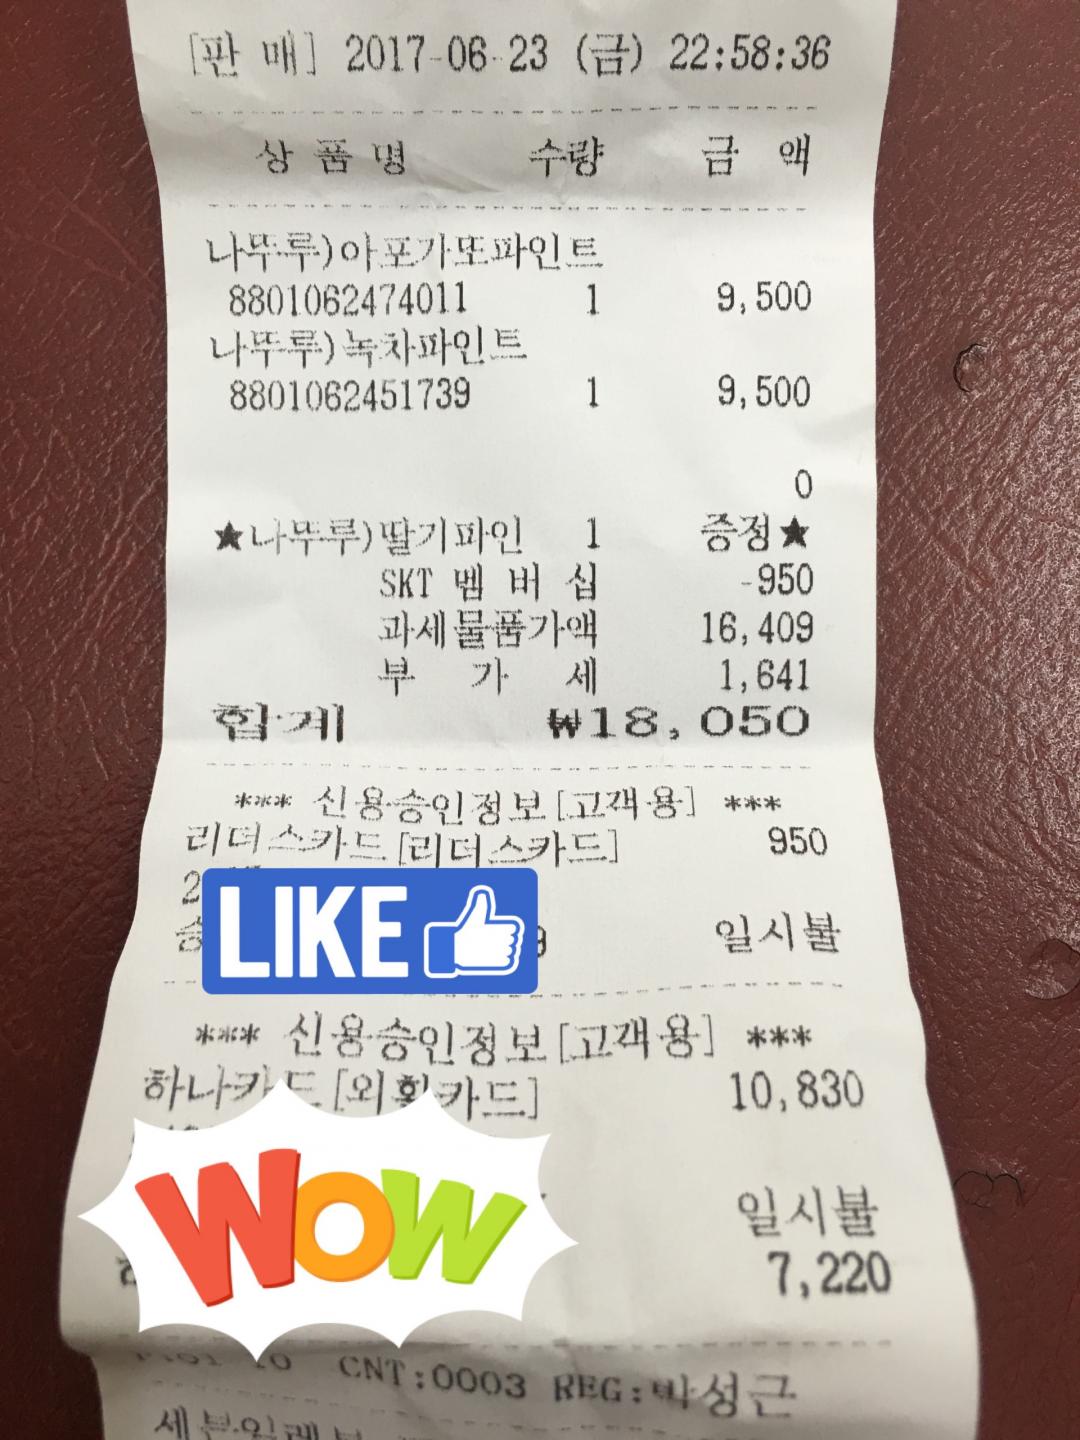 [판 매] 2017-06-23 (금) 22:58:36
상 품 명 수량 금 액
나뚜루)아포가또파인트
8801062474011 1 9,500
나뚜루)녹차파인트
8801062451739 1 9,500
0
★나뚜루)딸기파인 1 증정★
SKT 멤 버 십 -950
과세물품가액 16,409
부 가 세 1,641
합계 ₩18,050
*** 신용승인정보[고객용] ***
리더스카드[리더스카드] 950
LIKE
일시불
*** 신용승인정보[고객용] ***
하나카드[외환카드] 10,830
WOW
일시불
7,220
CNT:0003 REG:박성근
세븐일레븐